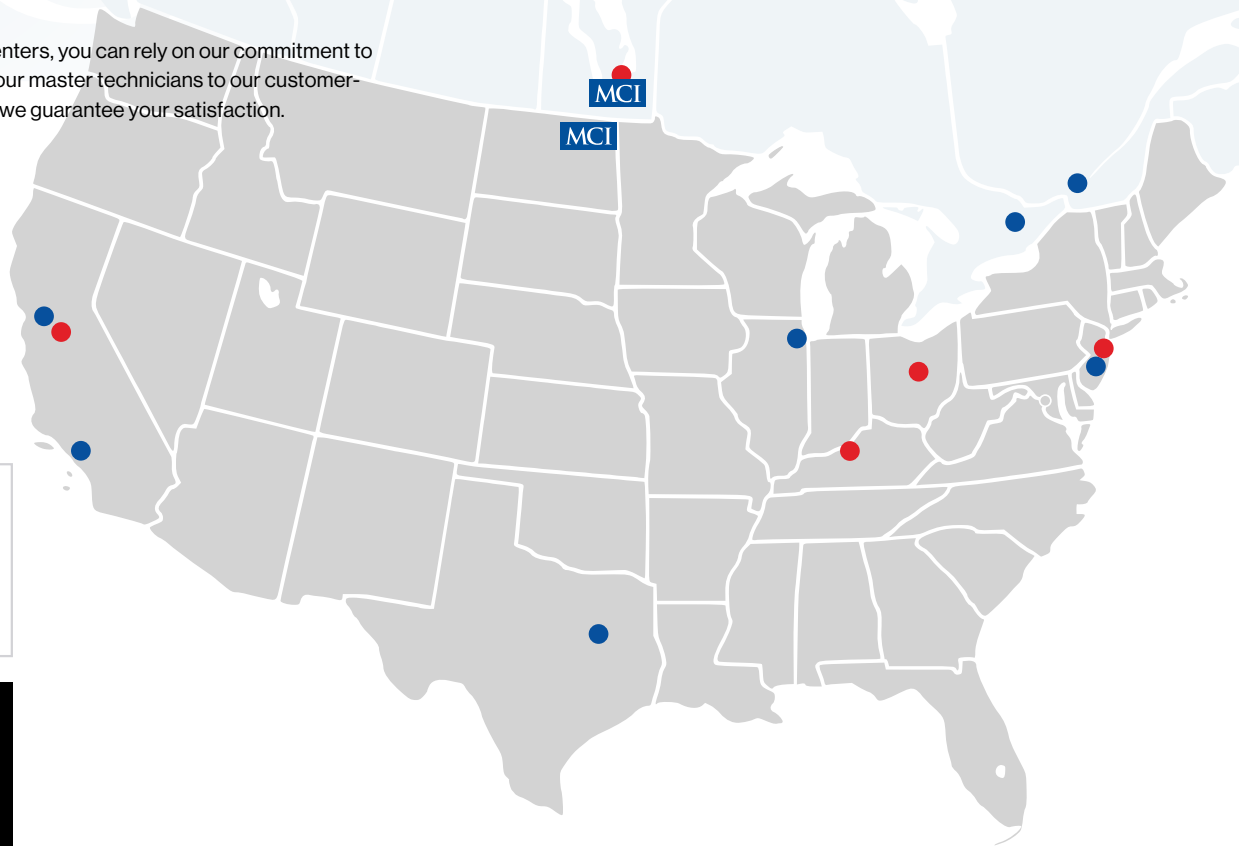 enters, you can rely on our commitment to
our master technicians to our customer-
we guarantee your satisfaction.
MCI
MCI